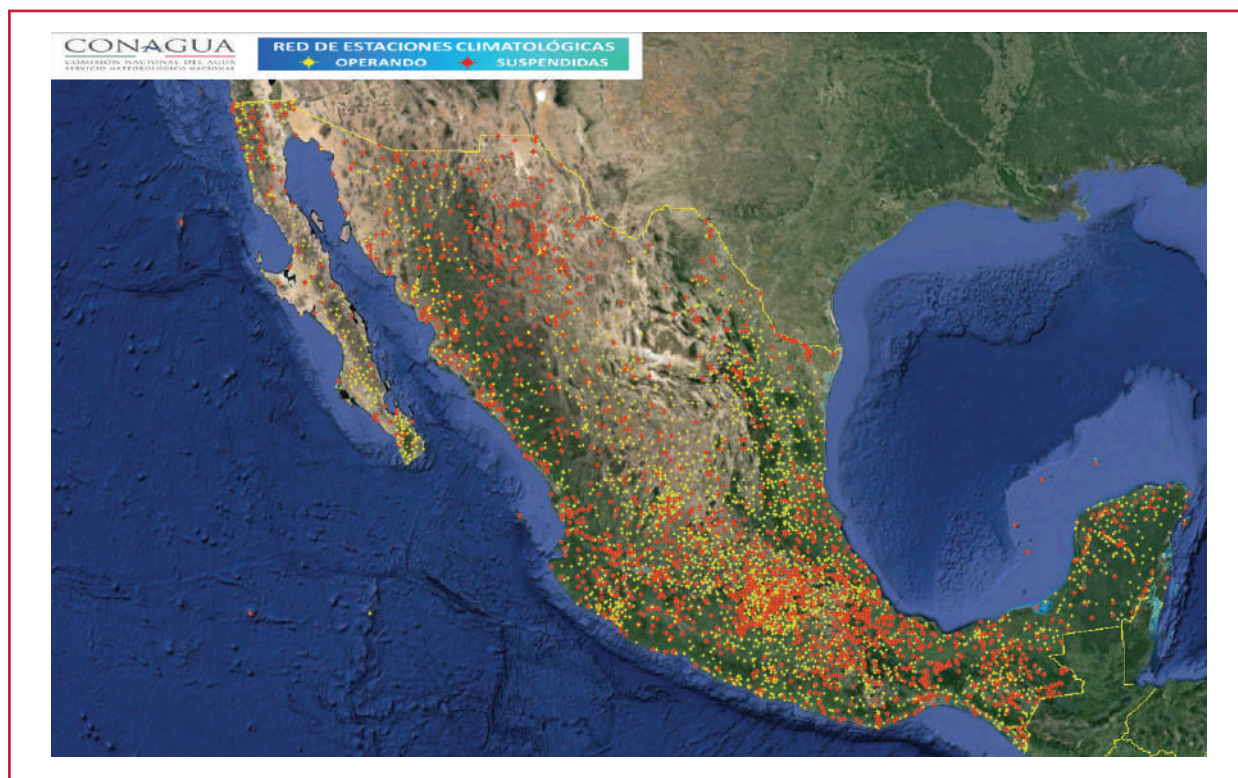 CONAGUA
COMISIÓN NACIONAL DEL AGUA
SERVICIO METEOROLÓGICO NACIONAL
RED DE ESTACIONES CLIMATOLÓGICAS
OPERANDO SUSPENDIDAS